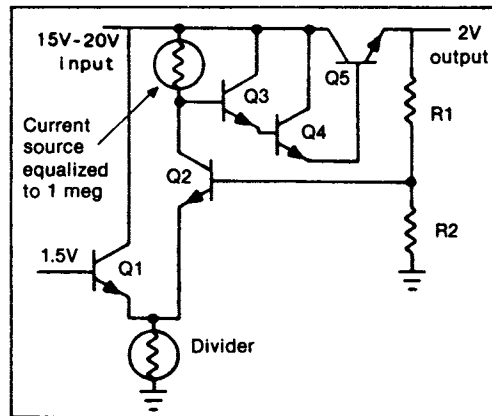 15V-20V
input
2V
output
Q5
Q3
Q4
R1
Current
source
equalized
to 1 meg
Q2
R2
1.5V
Q1
Divider